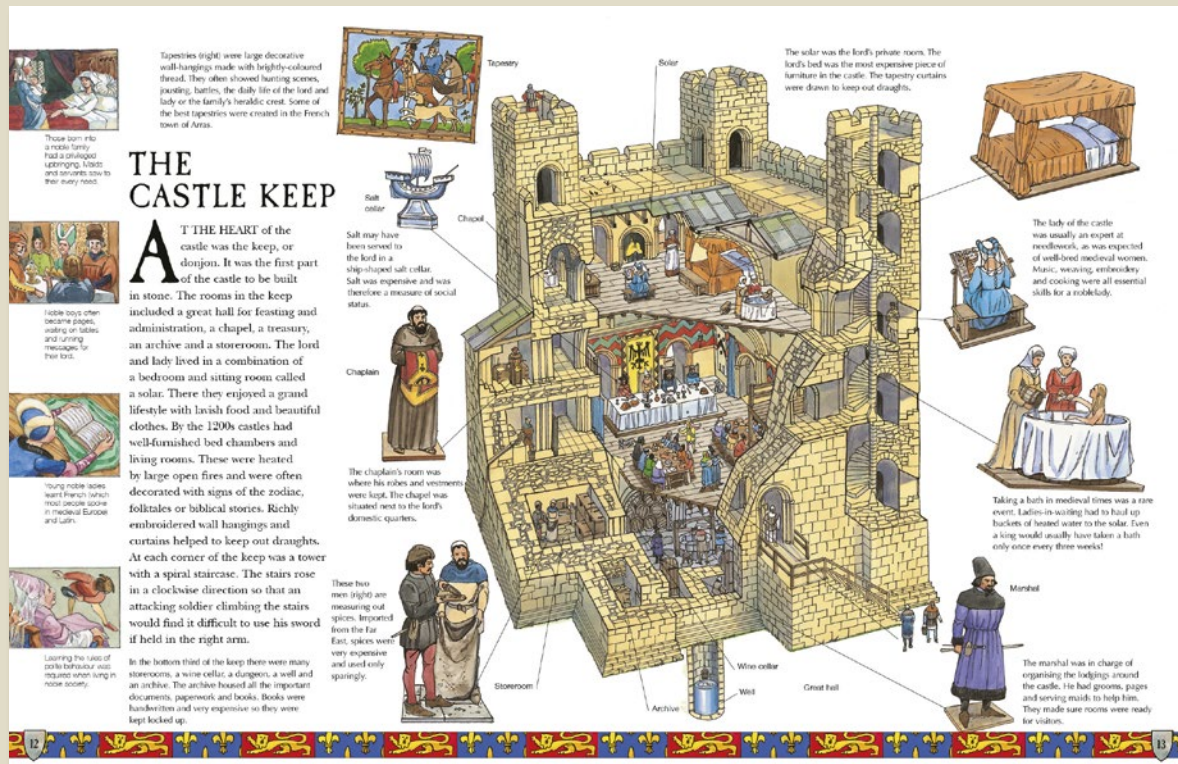 Tapestries (right) were large decorative
wall-hangings made with brightly-coloured
thread. They often showed hunting scenes,
jousting, battles, the daily life of the lord and
lady or the family's heraldic crest. Some of
the best tapestries were created in the French
town of Arras.
Tapestry
Solar
The solar was the lord's private room. The
lord's bed was the most expensive piece of
furniture in the castle. The tapestry curtains
were drawn to keep out draughts.
Those born into
a noble family
had a privileged
upbringing. Maids
and servants saw to
their every need.
Noble boys often
became pages,
waiting on tables
and running
messages for
their lord.
Young noble ladies
learnt French (which
most people spoke
in medieval Europe)
and Latin.
Learning the rules of
polite behaviour was
required when living in
noble society.
THE
CASTLE KEEP
AT THE HEART of the
castle was the keep, or
donjon. It was the first part
of the castle to be built
in stone. The rooms in the keep
included a great hall for feasting and
administration, a chapel, a treasury,
an archive and a storeroom. The lord
and lady lived in a combination of
a bedroom and sitting room called
a solar. There they enjoyed a grand
lifestyle with lavish food and beautiful
clothes. By the 1200s castles had
well-furnished bed chambers and
living rooms. These were heated
by large open fires and were often
decorated with signs of the zodiac,
folktales or biblical stories. Richly
embroidered wall hangings and
curtains helped to keep out draughts.
At each corner of the keep was a tower
with a spiral staircase. The stairs rose
in a clockwise direction so that an
attacking soldier climbing the stairs
would find it difficult to use his sword
if held in the right arm.
In the bottom third of the keep there were many
storerooms, a wine cellar, a dungeon, a well and
an archive. The archive housed all the important
documents, paperwork and books. Books were
handwritten and very expensive so they were
kept locked up.
Salt
cellar
Chapel
Salt may have
been served to
the lord in a
ship-shaped salt cellar.
Salt was expensive and was
therefore a measure of social
status.
Chaplain
The chaplain's room was
where his robes and vestments
were kept. The chapel was
situated next to the lord's
domestic quarters.
These two
men (right) are
measuring out
spices. Imported
from the Far
East, spices were
very expensive
and used only
sparingly.
Storeroom
Archive
Well
Wine cellar
Great hall
The lady of the castle
was usually an expert at
needlework, as was expected
of well-bred medieval women.
Music, weaving, embroidery
and cooking were all essential
skills for a noblelady.
Taking a bath in medieval times was a rare
event. Ladies-in-waiting had to haul up
buckets of heated water to the solar. Even
a king would usually have taken a bath
only once every three weeks!
Marshal
The marshal was in charge of
organising the lodgings around
the castle. He had grooms, pages
and serving maids to help him.
They made sure rooms were ready
for visitors.
12
13